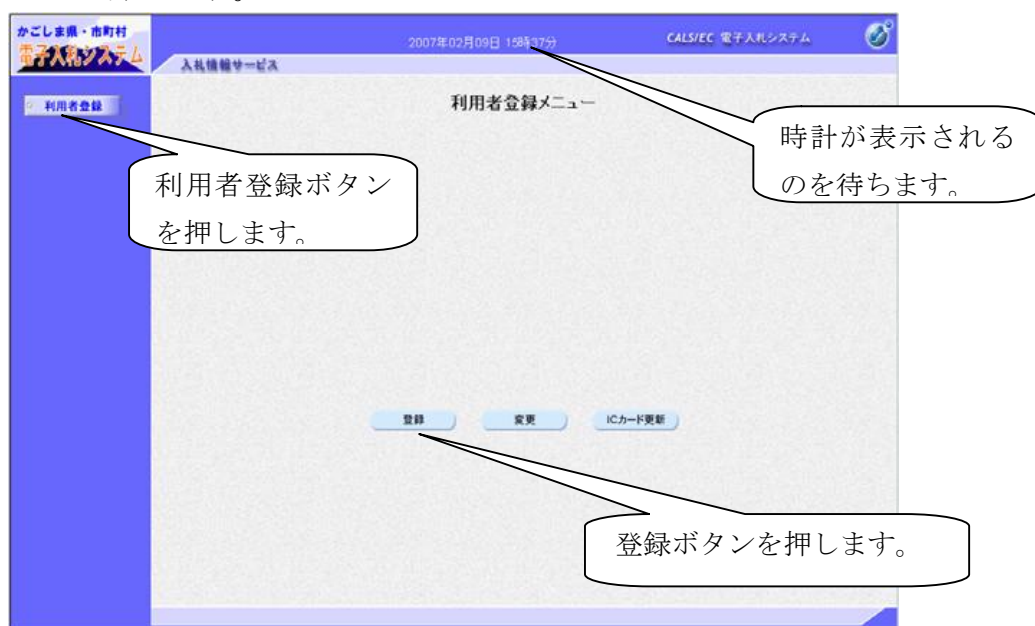 かごしま県・市町村
電子入札システム
2007年02月09日 15時37分
CALS/EC 電子入札システム
入札情報サービス
利用者登録
利用者登録メニュー
時計が表示される
のを待ちます。
利用者登録ボタン
を押します。
登録
変更
ICカード更新
登録ボタンを押します。